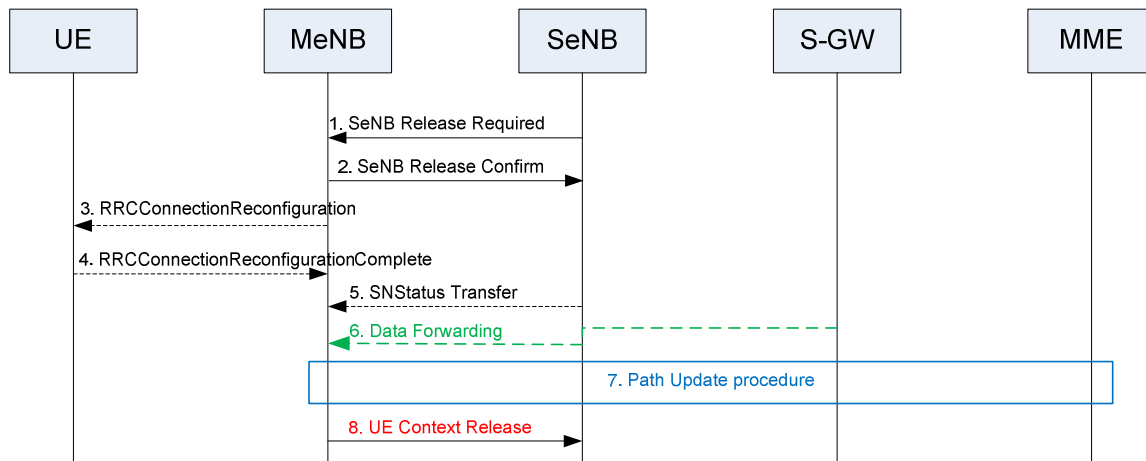 UE
MeNB
SeNB
S-GW
MME
1. SeNB Release Required
2. SeNB Release Confirm
3. RRCConnectionReconfiguration
4. RRCConnectionReconfigurationComplete
5. SNStatus Transfer
6. Data Forwarding
7. Path Update procedure
8. UE Context Release